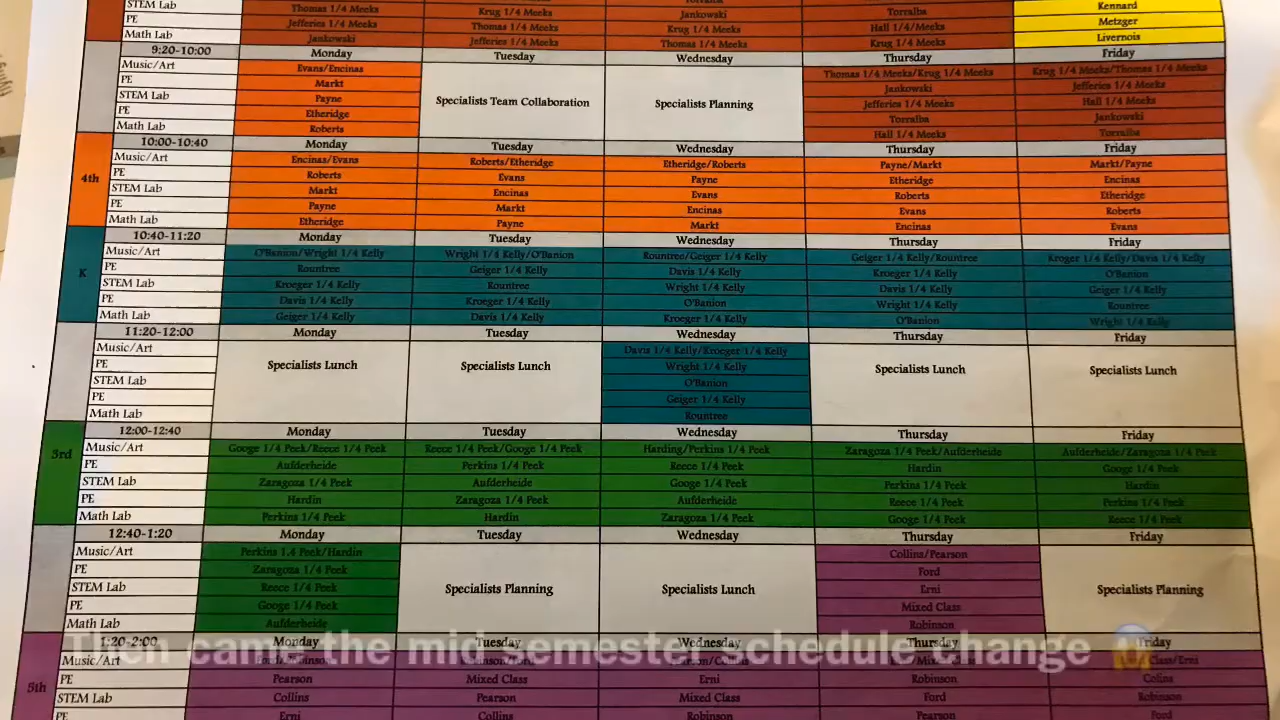 STEM Lab Thomas 1/4 Meeks Krug 1/4 Meeks Jankowski Torralba Kennard
PE Jefferies 1/4 Meeks Thomas 1/4 Meeks Krug 1/4 Meeks Hall 1/4/Meeks Metzger
Math Lab Jankowski Jefferies 1/4 Meeks Thomas 1/4 Meeks Krug 1/4 Meeks Livernois
9:20-10:00 Monday Tuesday Wednesday Thursday Friday
Music/Art Evans/Encinas Thomas 1/4 Meeks/Krug 1/4 Meeks Krug 1/4 Meeks/Thomas 1/4 Meeks
PE Markt Jankowski Jefferies 1/4 Meeks
STEM Lab Payne Specialists Team Collaboration Specialists Planning Jefferies 1/4 Meeks Hall 1/4 Meeks
PE Etheridge Torralba Jankowski
Math Lab Roberts Hall 1/4 Meeks Torralba
4th
10:00-10:40 Monday Tuesday Wednesday Thursday Friday
Music/Art Encinas/Evans Roberts/Etheridge Etheridge/Roberts Payne/Markt Markt/Payne
PE Roberts Evans Payne Etheridge Encinas
STEM Lab Markt Encinas Evans Roberts Etheridge
PE Payne Markt Encinas Evans Roberts
Math Lab Etheridge Payne Markt Encinas Evans
K
10:40-11:20 Monday Tuesday Wednesday Thursday Friday
Music/Art O'Banion/Wright 1/4 Kelly Wright 1/4 Kelly/O'Banion Rountree/Geiger 1/4 Kelly Geiger 1/4 Kelly/Rountree Kroger 1/4 Kelly/Davis 1/4 Kelly
PE Rountree Geiger 1/4 Kelly Davis 1/4 Kelly Kroeger 1/4 Kelly O'Banion
STEM Lab Kroeger 1/4 Kelly Rountree Wright 1/4 Kelly Davis 1/4 Kelly Geiger 1/4 Kelly
PE Davis 1/4 Kelly Kroeger 1/4 Kelly O'Banion Wright 1/4 Kelly Rountree
Math Lab Geiger 1/4 Kelly Davis 1/4 Kelly Kroeger 1/4 Kelly O'Banion Wright 1/4 Kelly
11:20-12:00 Monday Tuesday Wednesday Thursday Friday
Music/Art Davis 1/4 Kelly/Kroeger 1/4 Kelly
PE Specialists Lunch Specialists Lunch Wright 1/4 Kelly Specialists Lunch Specialists Lunch
STEM Lab O'Banion
PE Geiger 1/4 Kelly
Math Lab Rountree
3rd
12:00-12:40 Monday Tuesday Wednesday Thursday Friday
Music/Art Googe 1/4 Peek/Reece 1/4 Peek Reece 1/4 Peek/Googe 1/4 Peek Harding/Perkins 1/4 Peek Zaragoza 1/4 Peek/Aufderheide Aufderheide/Zaragoza 1/4 Peek
PE Aufderheide Perkins 1/4 Peek Reece 1/4 Peek Hardin Googe 1/4 Peek
STEM Lab Zaragoza 1/4 Peek Aufderheide Googe 1/4 Peek Perkins 1/4 Peek Hardin
PE Hardin Zaragoza 1/4 Peek Aufderheide Reece 1/4 Peek Perkins 1/4 Peek
Math Lab Perkins 1/4 Peek Hardin Zaragoza 1/4 Peek Googe 1/4 Peek Reece 1/4 Peek
12:40-1:20 Monday Tuesday Wednesday Thursday Friday
Music/Art Perkins 1.4 Peek/Hardin Collins/Pearson
PE Zaragoza 1/4 Peek Ford
STEM Lab Reece 1/4 Peek Specialists Planning Specialists Lunch Erni Specialists Planning
PE Googe 1/4 Peek Mixed Class
Math Lab Aufderheide Robinson
Then came the mid semester schedule change
5th
1:20-2:00 Monday Tuesday Wednesday Thursday Friday
Music/Art
PE Pearson Mixed Class Erni Robinson Colins
STEM Lab Collins Pearson Mixed Class Ford Robinson
PE Erni Collins Robinson Pearson Ford